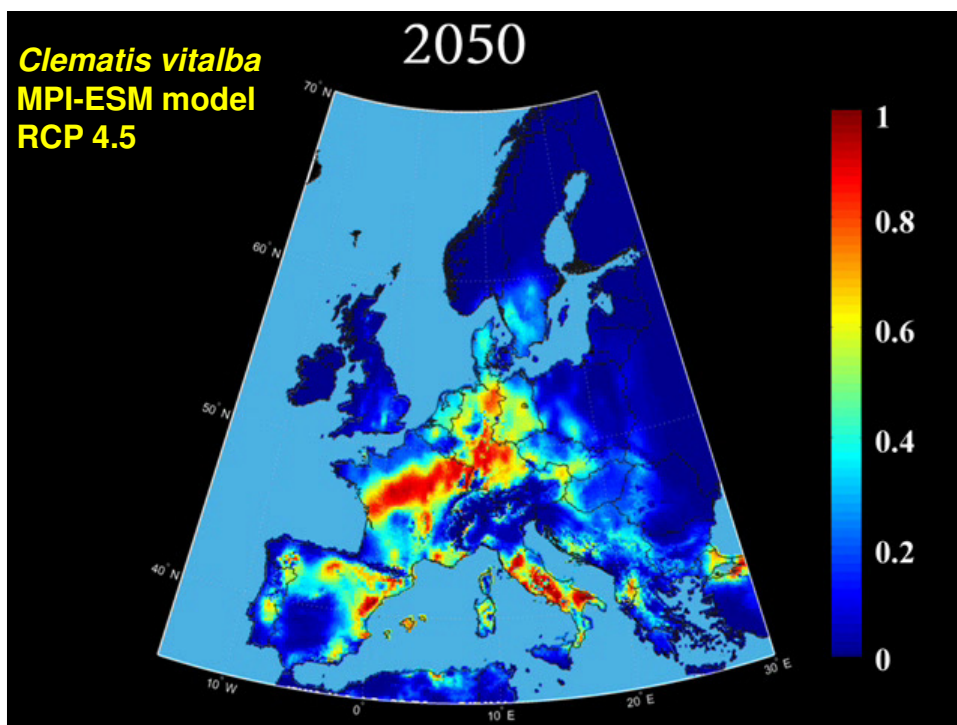 2050
Clematis vitalba
MPI-ESM model
RCP 4.5
70° N
60° N
50° N
40° N
10° W
0°
10° E
20° E
30° E
1
0.8
0.6
0.4
0.2
0